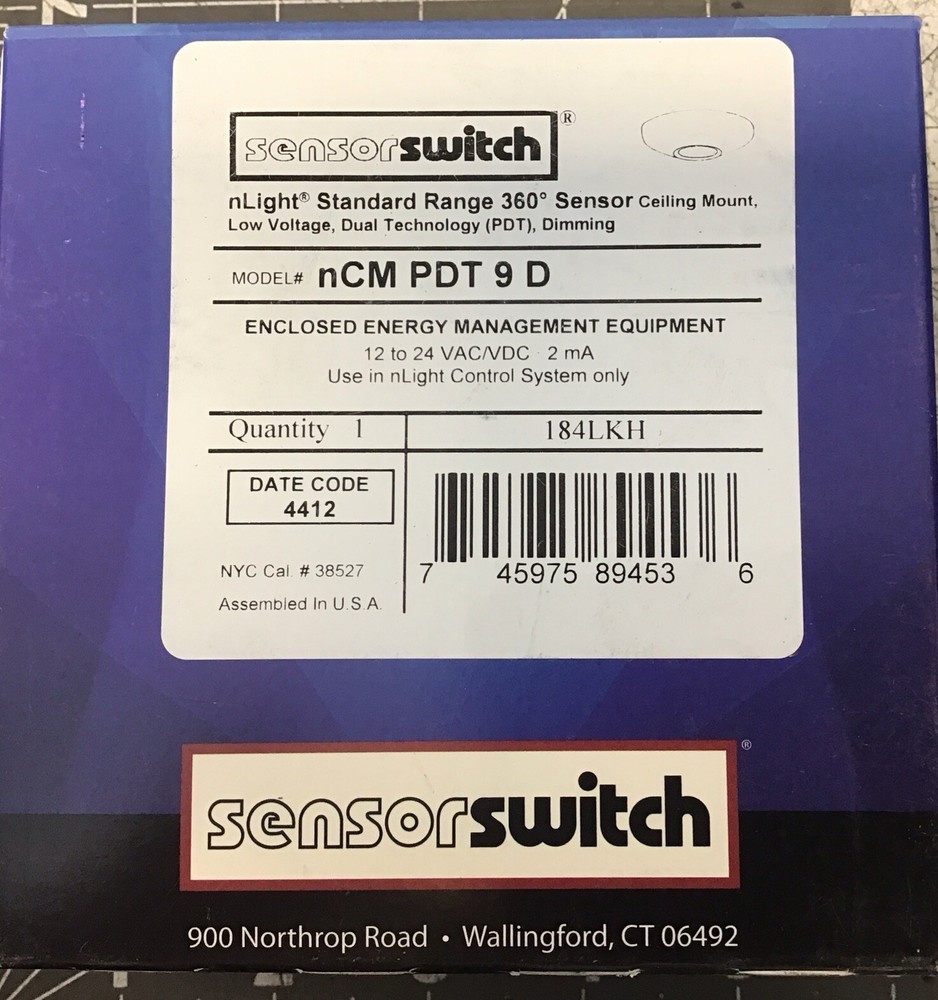 sensorswitch®
nLight® Standard Range 360° Sensor Ceiling Mount,
Low Voltage, Dual Technology (PDT), Dimming
MODEL# nCM PDT 9 D
ENCLOSED ENERGY MANAGEMENT EQUIPMENT
12 to 24 VAC/VDC · 2 mA
Use in nLight Control System only
Quantity 1
184LKH
DATE CODE
4412
NYC Cal. # 38527
Assembled In U.S.A.
7 45975 89453 6
sensorswitch®
900 Northrop Road • Wallingford, CT 06492